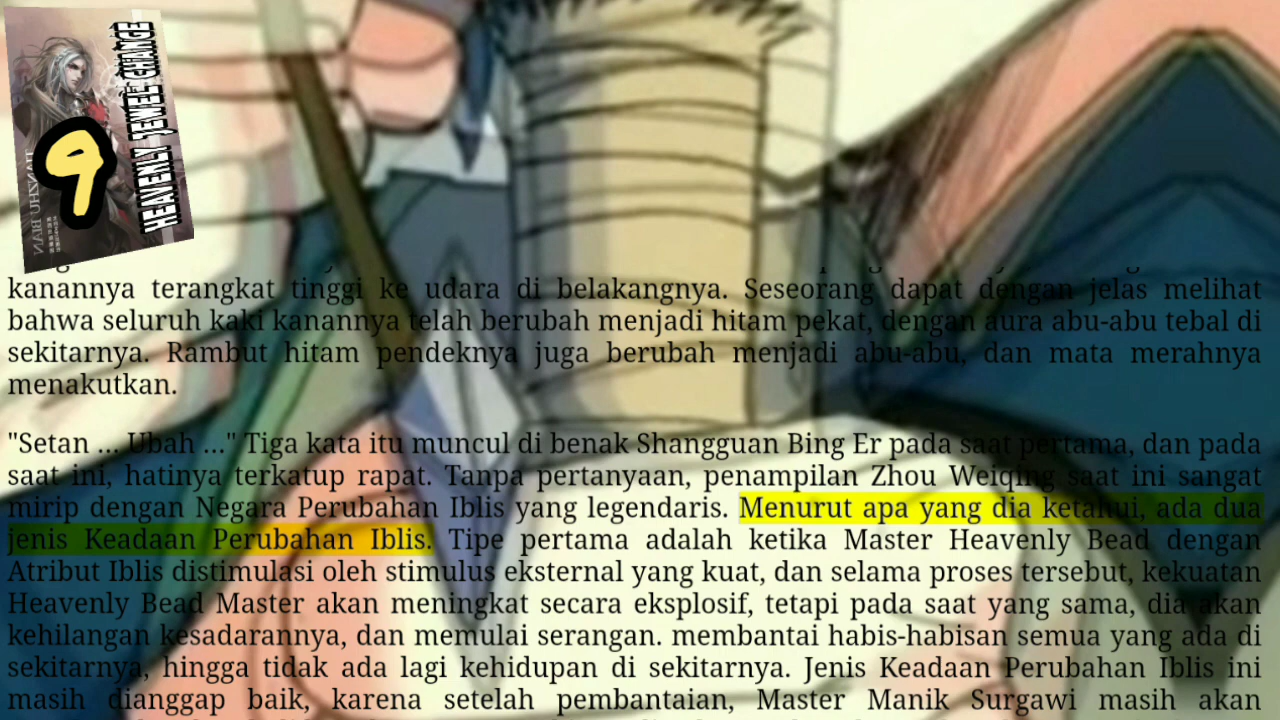 HEAVENLY JEWEL CHANGE
9
kanannya terangkat tinggi ke udara di belakangnya. Seseorang dapat dengan jelas melihat
bahwa seluruh kaki kanannya telah berubah menjadi hitam pekat, dengan aura abu-abu tebal di
sekitarnya. Rambut hitam pendeknya juga berubah menjadi abu-abu, dan mata merahnya
menakutkan.
"Setan ... Ubah ..." Tiga kata itu muncul di benak Shangguan Bing Er pada saat pertama, dan pada
saat ini, hatinya terkatup rapat. Tanpa pertanyaan, penampilan Zhou Weiqing saat ini sangat
mirip dengan Negara Perubahan Iblis yang legendaris. Menurut apa yang dia ketahui, ada dua
jenis Keadaan Perubahan Iblis. Tipe pertama adalah ketika Master Heavenly Bead dengan
Atribut Iblis distimulasi oleh stimulus eksternal yang kuat, dan selama proses tersebut, kekuatan
Heavenly Bead Master akan meningkat secara eksplosif, tetapi pada saat yang sama, dia akan
kehilangan kesadarannya, dan memulai serangan. membantai habis-habisan semua yang ada di
sekitarnya, hingga tidak ada lagi kehidupan di sekitarnya. Jenis Keadaan Perubahan Iblis ini
masih dianggap baik, karena setelah pembantaian, Master Manik Surgawi masih akan